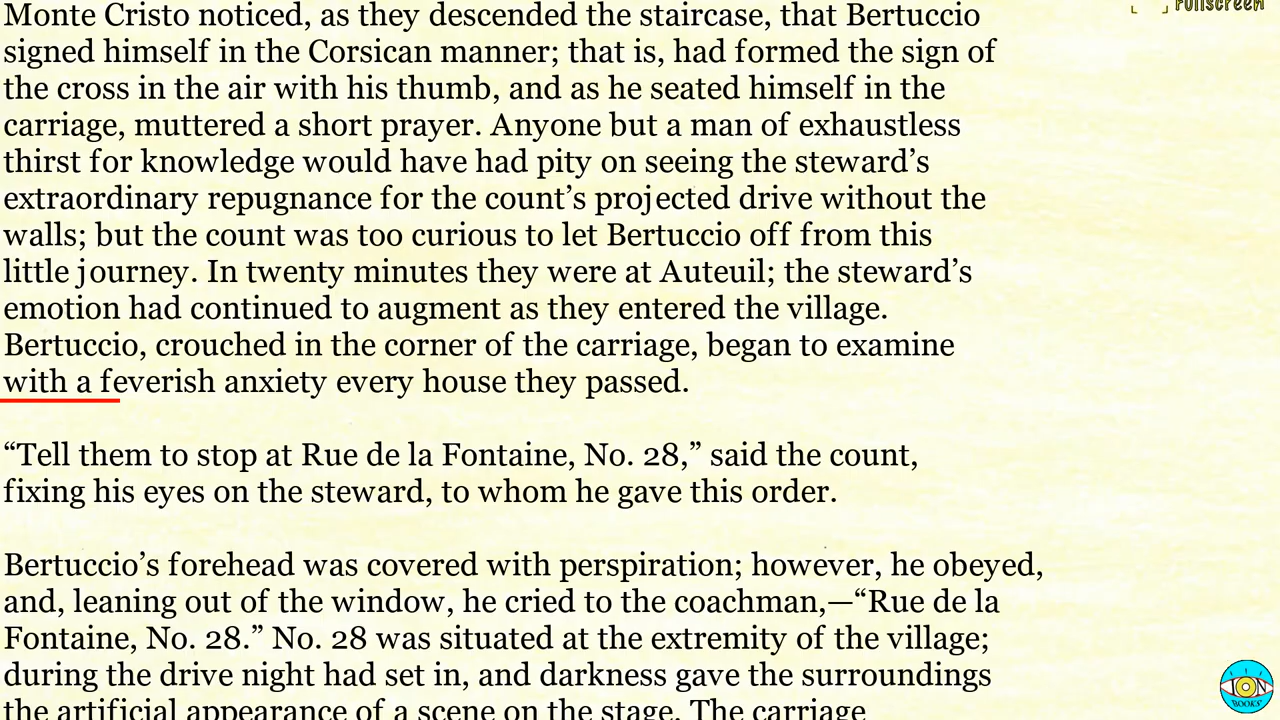 Fullscreen
Monte Cristo noticed, as they descended the staircase, that Bertuccio
signed himself in the Corsican manner; that is, had formed the sign of
the cross in the air with his thumb, and as he seated himself in the
carriage, muttered a short prayer. Anyone but a man of exhaustless
thirst for knowledge would have had pity on seeing the steward’s
extraordinary repugnance for the count’s projected drive without the
walls; but the count was too curious to let Bertuccio off from this
little journey. In twenty minutes they were at Auteuil; the steward’s
emotion had continued to augment as they entered the village.
Bertuccio, crouched in the corner of the carriage, began to examine
with a feverish anxiety every house they passed.
“Tell them to stop at Rue de la Fontaine, No. 28,” said the count,
fixing his eyes on the steward, to whom he gave this order.
Bertuccio’s forehead was covered with perspiration; however, he obeyed,
and, leaning out of the window, he cried to the coachman,—“Rue de la
Fontaine, No. 28.” No. 28 was situated at the extremity of the village;
during the drive night had set in, and darkness gave the surroundings
the artificial appearance of a scene on the stage. The carriage
ION
BOOKS